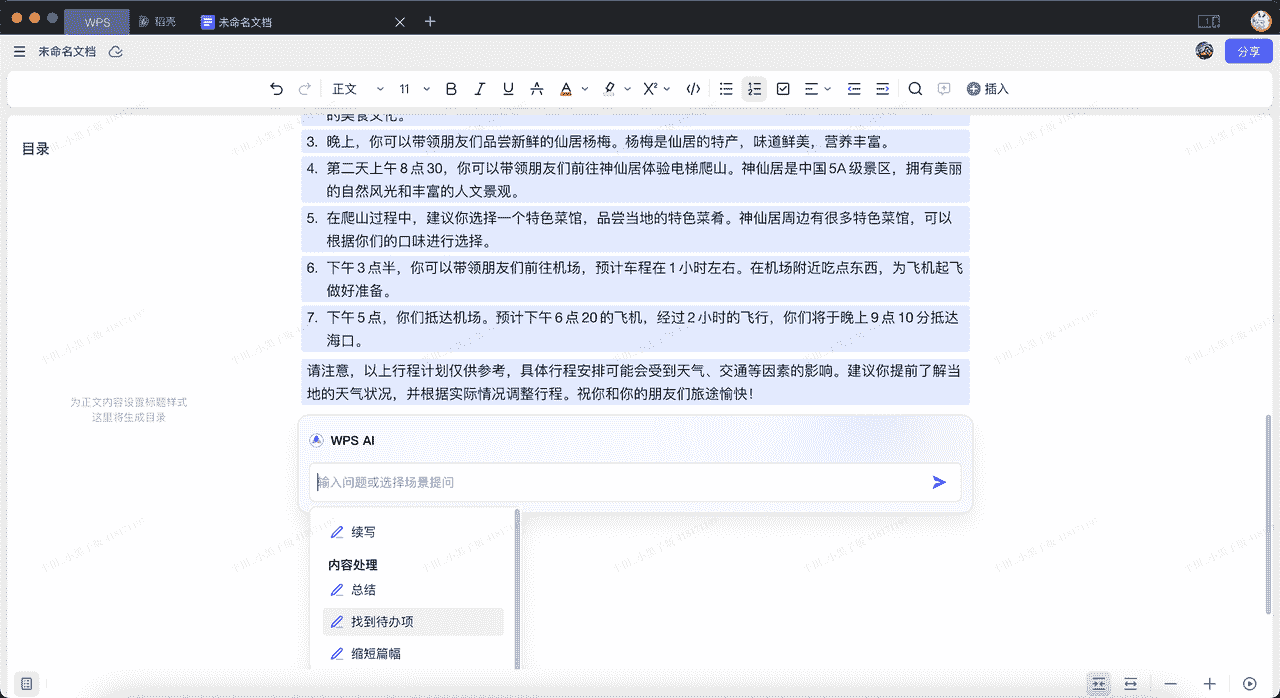 WPS
稻壳
未命名文档
未命名文档
分享
正文
11
插入
目录
的美食文化。
3. 晚上，你可以带领朋友们品尝新鲜的仙居杨梅。杨梅是仙居的特产，味道鲜美，营养丰富。
4. 第二天上午8点30，你可以带领朋友们前往神仙居体验电梯爬山。神仙居是中国5A级景区，拥有美丽
的自然风光和丰富的人文景观。
5. 在爬山过程中，建议你选择一个特色菜馆，品尝当地的特色菜肴。神仙居周边有很多特色菜馆，可以
根据你们的口味进行选择。
6. 下午3点半，你可以带领朋友们前往机场，预计车程在1小时左右。在机场附近吃点东西，为飞机起飞
做好准备。
7. 下午5点，你们抵达机场。预计下午6点20的飞机，经过2小时的飞行，你们将于晚上9点10分抵达
海口。
请注意，以上行程计划仅供参考，具体行程安排可能会受到天气、交通等因素的影响。建议你提前了解当
地的天气状况，并根据实际情况调整行程。祝你和你的朋友们旅途愉快！
为正文内容设置标题样式
这里将生成目录
WPS AI
输入问题或选择场景提问
续写
内容处理
总结
找到待办项
缩短篇幅